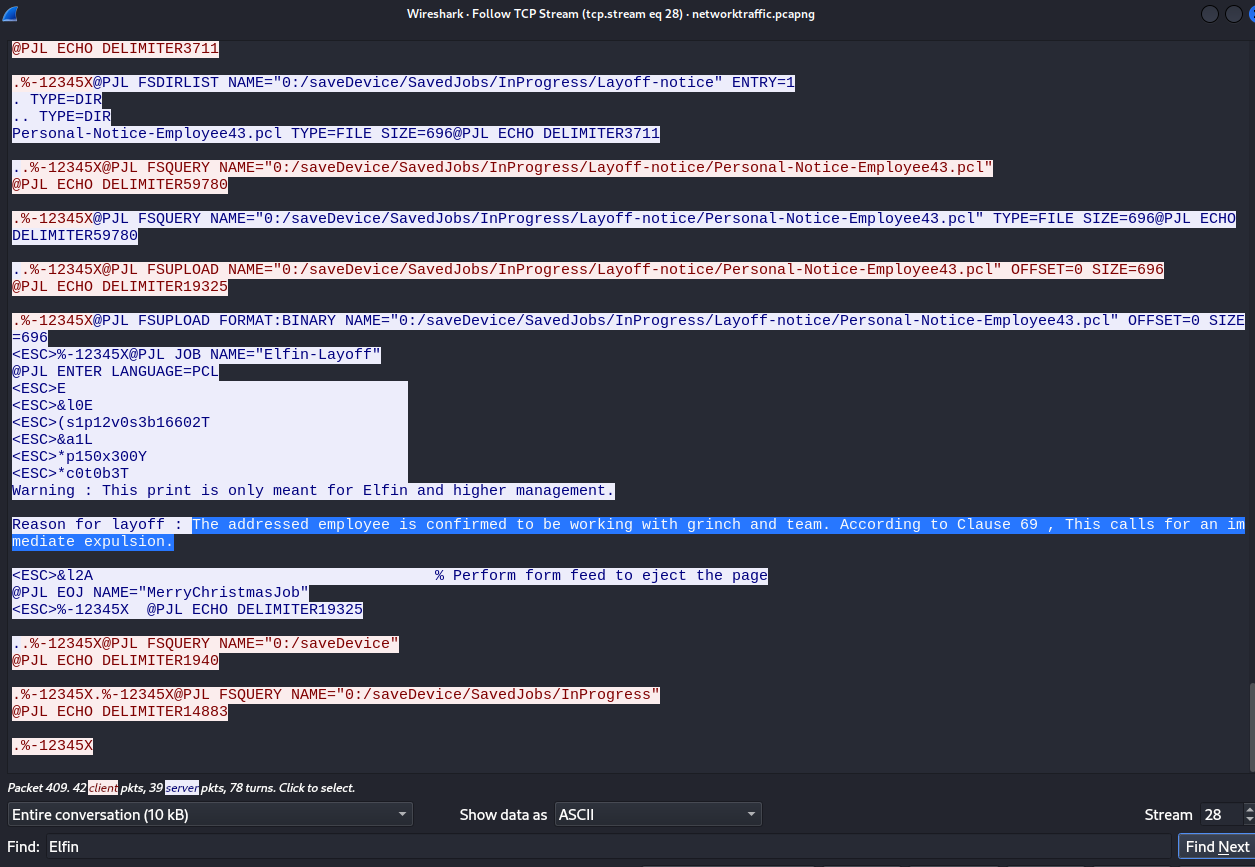 Wireshark · Follow TCP Stream (tcp.stream eq 28) · networktraffic.pcapng
@PJL ECHO DELIMITER3711
.%-12345X@PJL FSDIRLIST NAME="0:/saveDevice/SavedJobs/InProgress/Layoff-notice" ENTRY=1
. TYPE=DIR
.. TYPE=DIR
Personal-Notice-Employee43.pcl TYPE=FILE SIZE=696@PJL ECHO DELIMITER3711
..%-12345X@PJL FSQUERY NAME="0:/saveDevice/SavedJobs/InProgress/Layoff-notice/Personal-Notice-Employee43.pcl"
@PJL ECHO DELIMITER59780
.%-12345X@PJL FSQUERY NAME="0:/saveDevice/SavedJobs/InProgress/Layoff-notice/Personal-Notice-Employee43.pcl" TYPE=FILE SIZE=696@PJL ECHO
DELIMITER59780
..%-12345X@PJL FSUPLOAD NAME="0:/saveDevice/SavedJobs/InProgress/Layoff-notice/Personal-Notice-Employee43.pcl" OFFSET=0 SIZE=696
@PJL ECHO DELIMITER19325
.%-12345X@PJL FSUPLOAD FORMAT:BINARY NAME="0:/saveDevice/SavedJobs/InProgress/Layoff-notice/Personal-Notice-Employee43.pcl" OFFSET=0 SIZE
=696
<ESC>%-12345X@PJL JOB NAME="Elfin-Layoff"
@PJL ENTER LANGUAGE=PCL
<ESC>E
<ESC>&l0E
<ESC>(s1p12v0s3b16602T
<ESC>&a1L
<ESC>*p150x300Y
<ESC>*c0t0b3T
Warning : This print is only meant for Elfin and higher management.
Reason for layoff : The addressed employee is confirmed to be working with grinch and team. According to Clause 69 , This calls for an im
mediate expulsion.
<ESC>&l2A % Perform form feed to eject the page
@PJL EOJ NAME="MerryChristmasJob"
<ESC>%-12345X  @PJL ECHO DELIMITER19325
..%-12345X@PJL FSQUERY NAME="0:/saveDevice"
@PJL ECHO DELIMITER1940
.%-12345X.%-12345X@PJL FSQUERY NAME="0:/saveDevice/SavedJobs/InProgress"
@PJL ECHO DELIMITER14883
.%-12345X
Packet 409. 42 client pkts, 39 server pkts, 78 turns. Click to select.
Entire conversation (10 kB) Show data as ASCII Stream 28
Find: Elfin Find Next